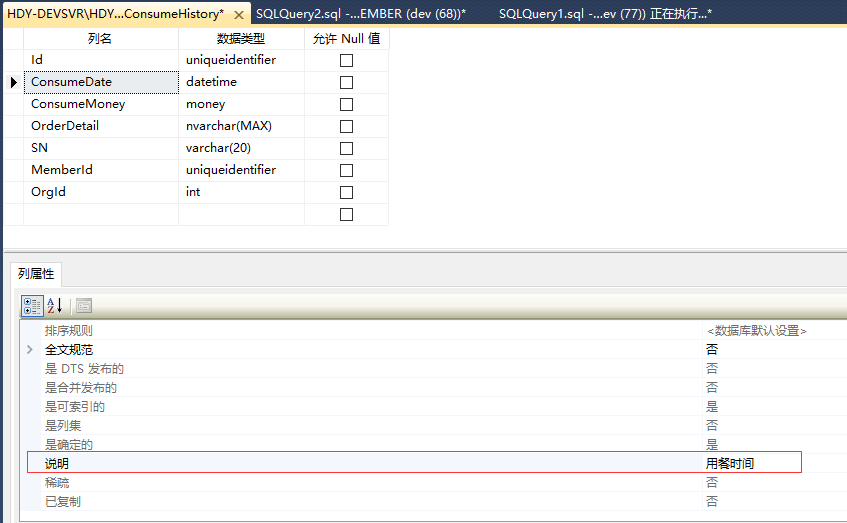 HDY-DEVSVR\HDY...ConsumeHistory* SQLQuery2.sql -...EMBER (dev (68))* SQLQuery1.sql -...ev (77)) 正在执行...*
列名 数据类型 允许 Null 值
Id uniqueidentifier
ConsumeDate datetime
ConsumeMoney money
OrderDetail nvarchar(MAX)
SN varchar(20)
MemberId uniqueidentifier
OrgId int
列属性
排序规则 <数据库默认设置>
全文规范 否
是 DTS 发布的 否
是合并发布的 否
是可索引的 是
是列集 否
是确定的 是
说明 用餐时间
稀疏 否
已复制 否